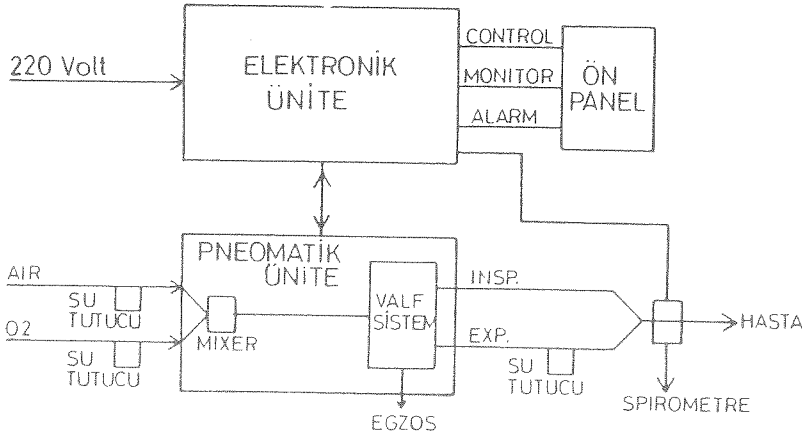 220 Volt
ELEKTRONİK
ÜNİTE
CONTROL
MONITOR
ALARM
ÖN
PANEL
PNEOMATİK
ÜNİTE
AIR
SU
TUTUCU
O2
SU
TUTUCU
MIXER
VALF
SİSTEM
INSP.
EXP.
SU
TUTUCU
EGZOS
HASTA
SPIROMETRE